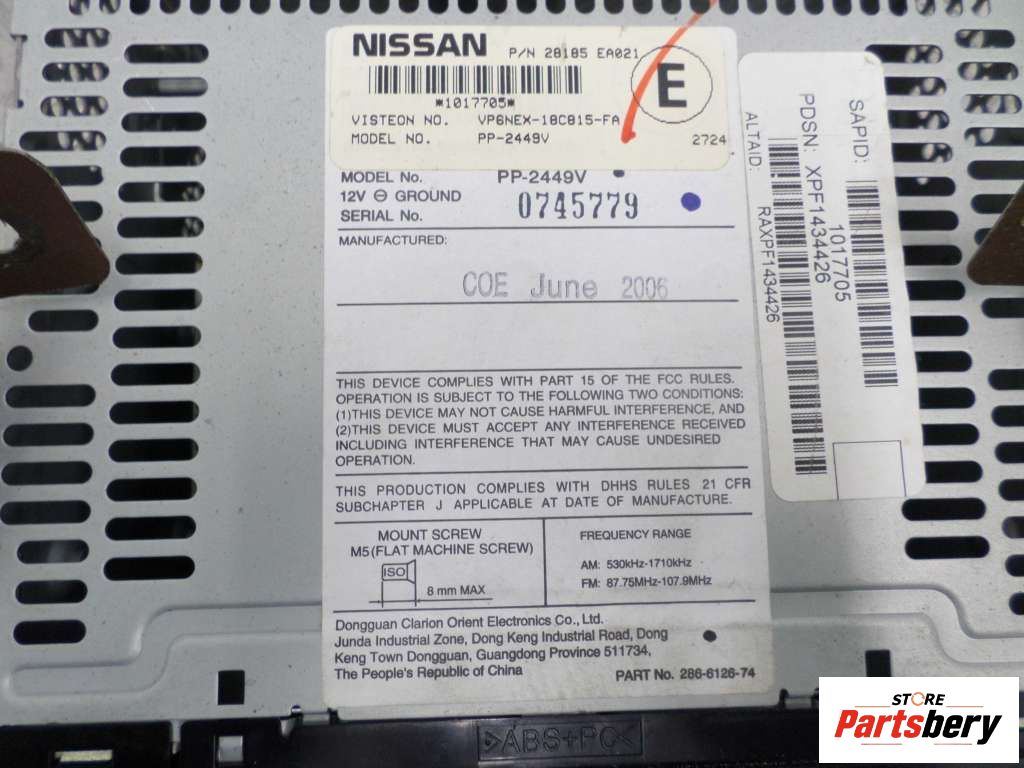 NISSAN P/N 28185 EA021
*1017705*
E
VISTEON NO. VP6NEX-18C815-FA
MODEL NO. PP-2449V 2724
MODEL No. PP-2449V
12V ⊖ GROUND
SERIAL No. 0745779
MANUFACTURED:
COE June 2006
THIS DEVICE COMPLIES WITH PART 15 OF THE FCC RULES.
OPERATION IS SUBJECT TO THE FOLLOWING TWO CONDITIONS:
(1)THIS DEVICE MAY NOT CAUSE HARMFUL INTERFERENCE, AND
(2)THIS DEVICE MUST ACCEPT ANY INTERFERENCE RECEIVED
INCLUDING INTERFERENCE THAT MAY CAUSE UNDESIRED
OPERATION.
THIS PRODUCTION COMPLIES WITH DHHS RULES 21 CFR
SUBCHAPTER J APPLICABLE AT DATE OF MANUFACTURE.
MOUNT SCREW
M5(FLAT MACHINE SCREW)
ISO
8 mm MAX
FREQUENCY RANGE
AM: 530kHz-1710kHz
FM: 87.75MHz-107.9MHz
Dongguan Clarion Orient Electronics Co., Ltd.
Junda Industrial Zone, Dong Keng Industrial Road, Dong
Keng Town Dongguan, Guangdong Province 511734,
The People's Republic of China
PART NO. 286-6126-74
SAPID:
1017705
PDSN: XPF1434426
ALTAID:
RAXPF1434426
>ABS+PC<
STORE
Partsbery